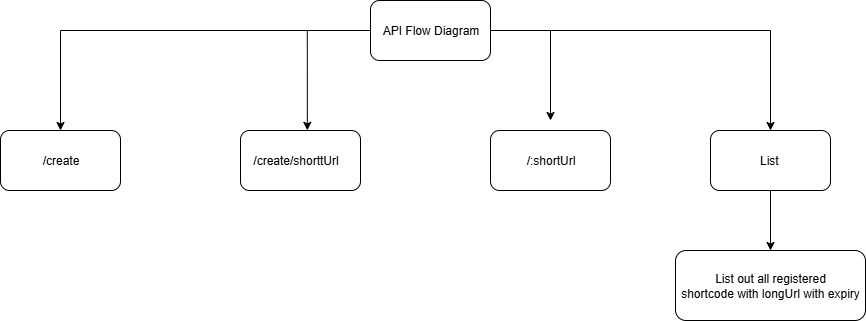 API Flow Diagram
/create
/create/shorttUrl
/:shortUrl
List
List out all registered
shortcode with longUrl with expiry